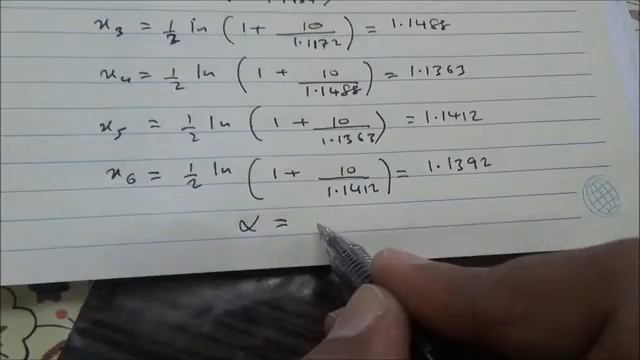 x₃ = 1/2 ln (1 + 10/1.1172) = 1.1488
x₄ = 1/2 ln (1 + 10/1.1488) = 1.1363
x₅ = 1/2 ln (1 + 10/1.1363) = 1.1412
x₆ = 1/2 ln (1 + 10/1.1412) = 1.1392
α =